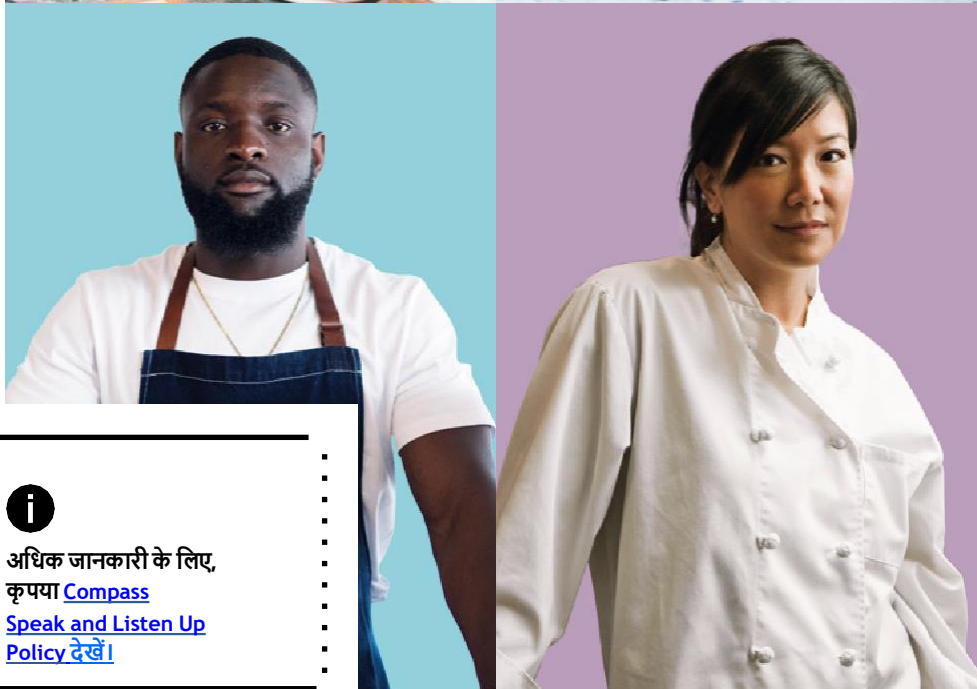 अधिक जानकारी के लिए,
कृपया Compass
Speak and Listen Up
Policy देखें।